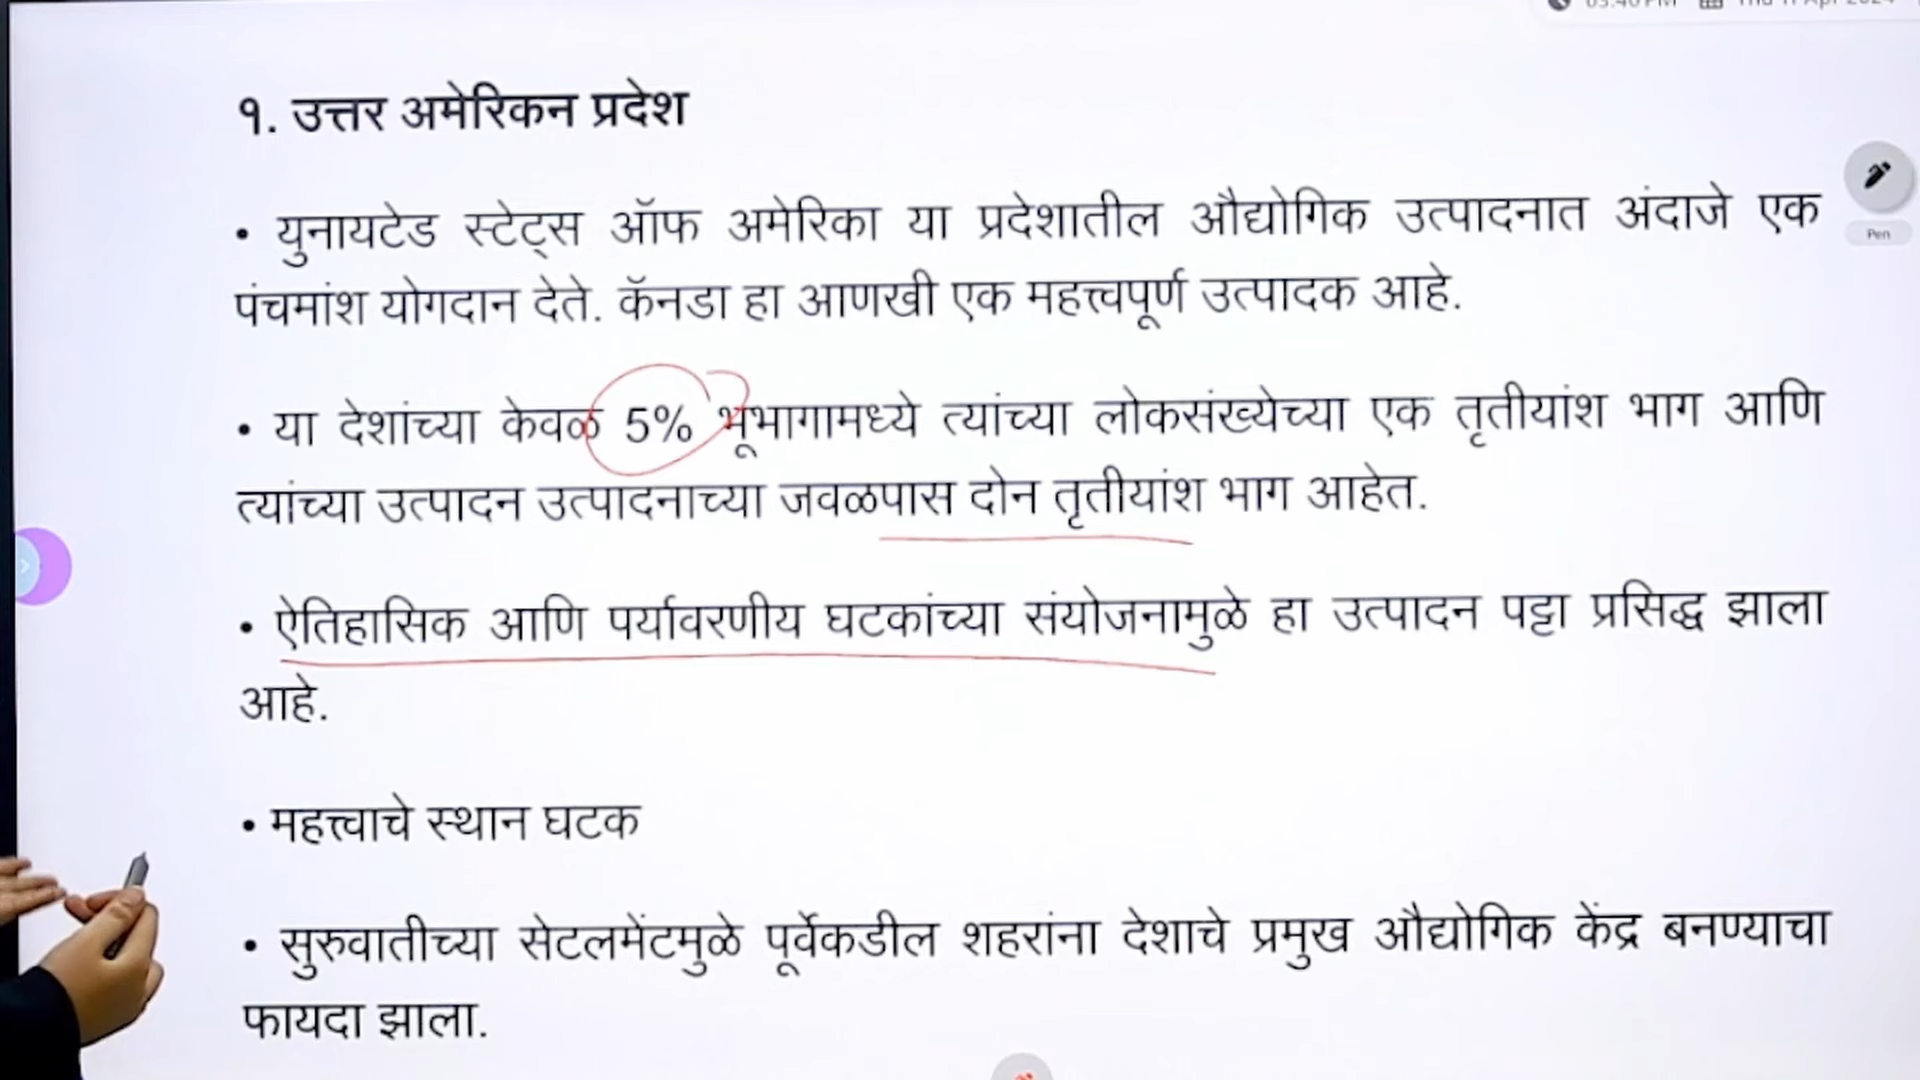 १. उत्तर अमेरिकन प्रदेश
Pen
• युनायटेड स्टेट्स ऑफ अमेरिका या प्रदेशातील औद्योगिक उत्पादनात अंदाजे एक
पंचमांश योगदान देते. कॅनडा हा आणखी एक महत्त्वपूर्ण उत्पादक आहे.
• या देशांच्या केवळ 5% भूभागामध्ये त्यांच्या लोकसंख्येच्या एक तृतीयांश भाग आणि
त्यांच्या उत्पादन उत्पादनाच्या जवळपास दोन तृतीयांश भाग आहेत.
• ऐतिहासिक आणि पर्यावरणीय घटकांच्या संयोजनामुळे हा उत्पादन पट्टा प्रसिद्ध झाला
आहे.
• महत्त्वाचे स्थान घटक
• सुरुवातीच्या सेटलमेंटमुळे पूर्वेकडील शहरांना देशाचे प्रमुख औद्योगिक केंद्र बनण्याचा
फायदा झाला.